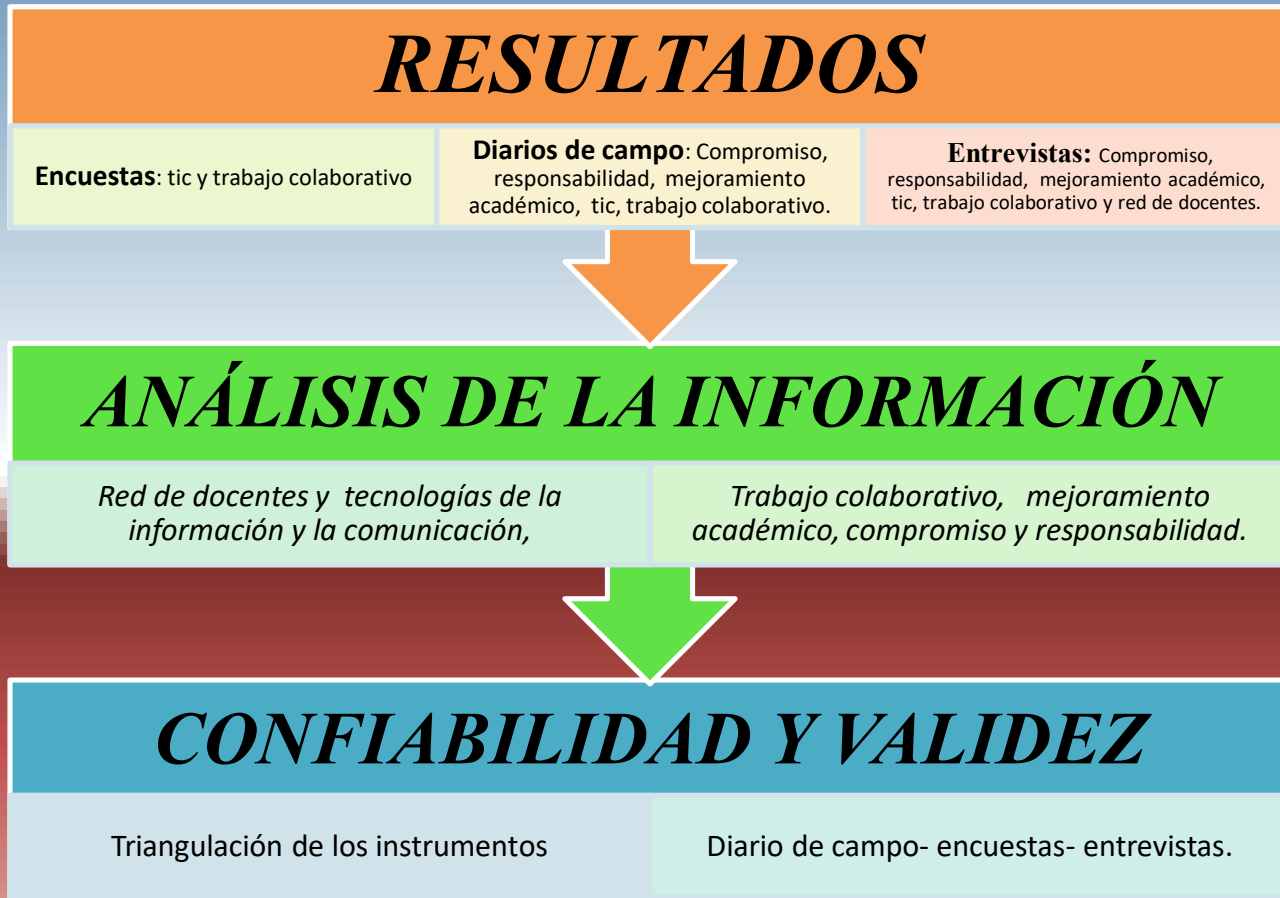 RESULTADOS
Encuestas: tic y trabajo colaborativo
Diarios de campo: Compromiso,
responsabilidad, mejoramiento
académico, tic, trabajo colaborativo.
Entrevistas: Compromiso,
responsabilidad, mejoramiento académico,
tic, trabajo colaborativo y red de docentes.
ANÁLISIS DE LA INFORMACIÓN
Red de docentes y tecnologías de la
información y la comunicación,
Trabajo colaborativo, mejoramiento
académico, compromiso y responsabilidad.
CONFIABILIDAD Y VALIDEZ
Triangulación de los instrumentos
Diario de campo- encuestas- entrevistas.